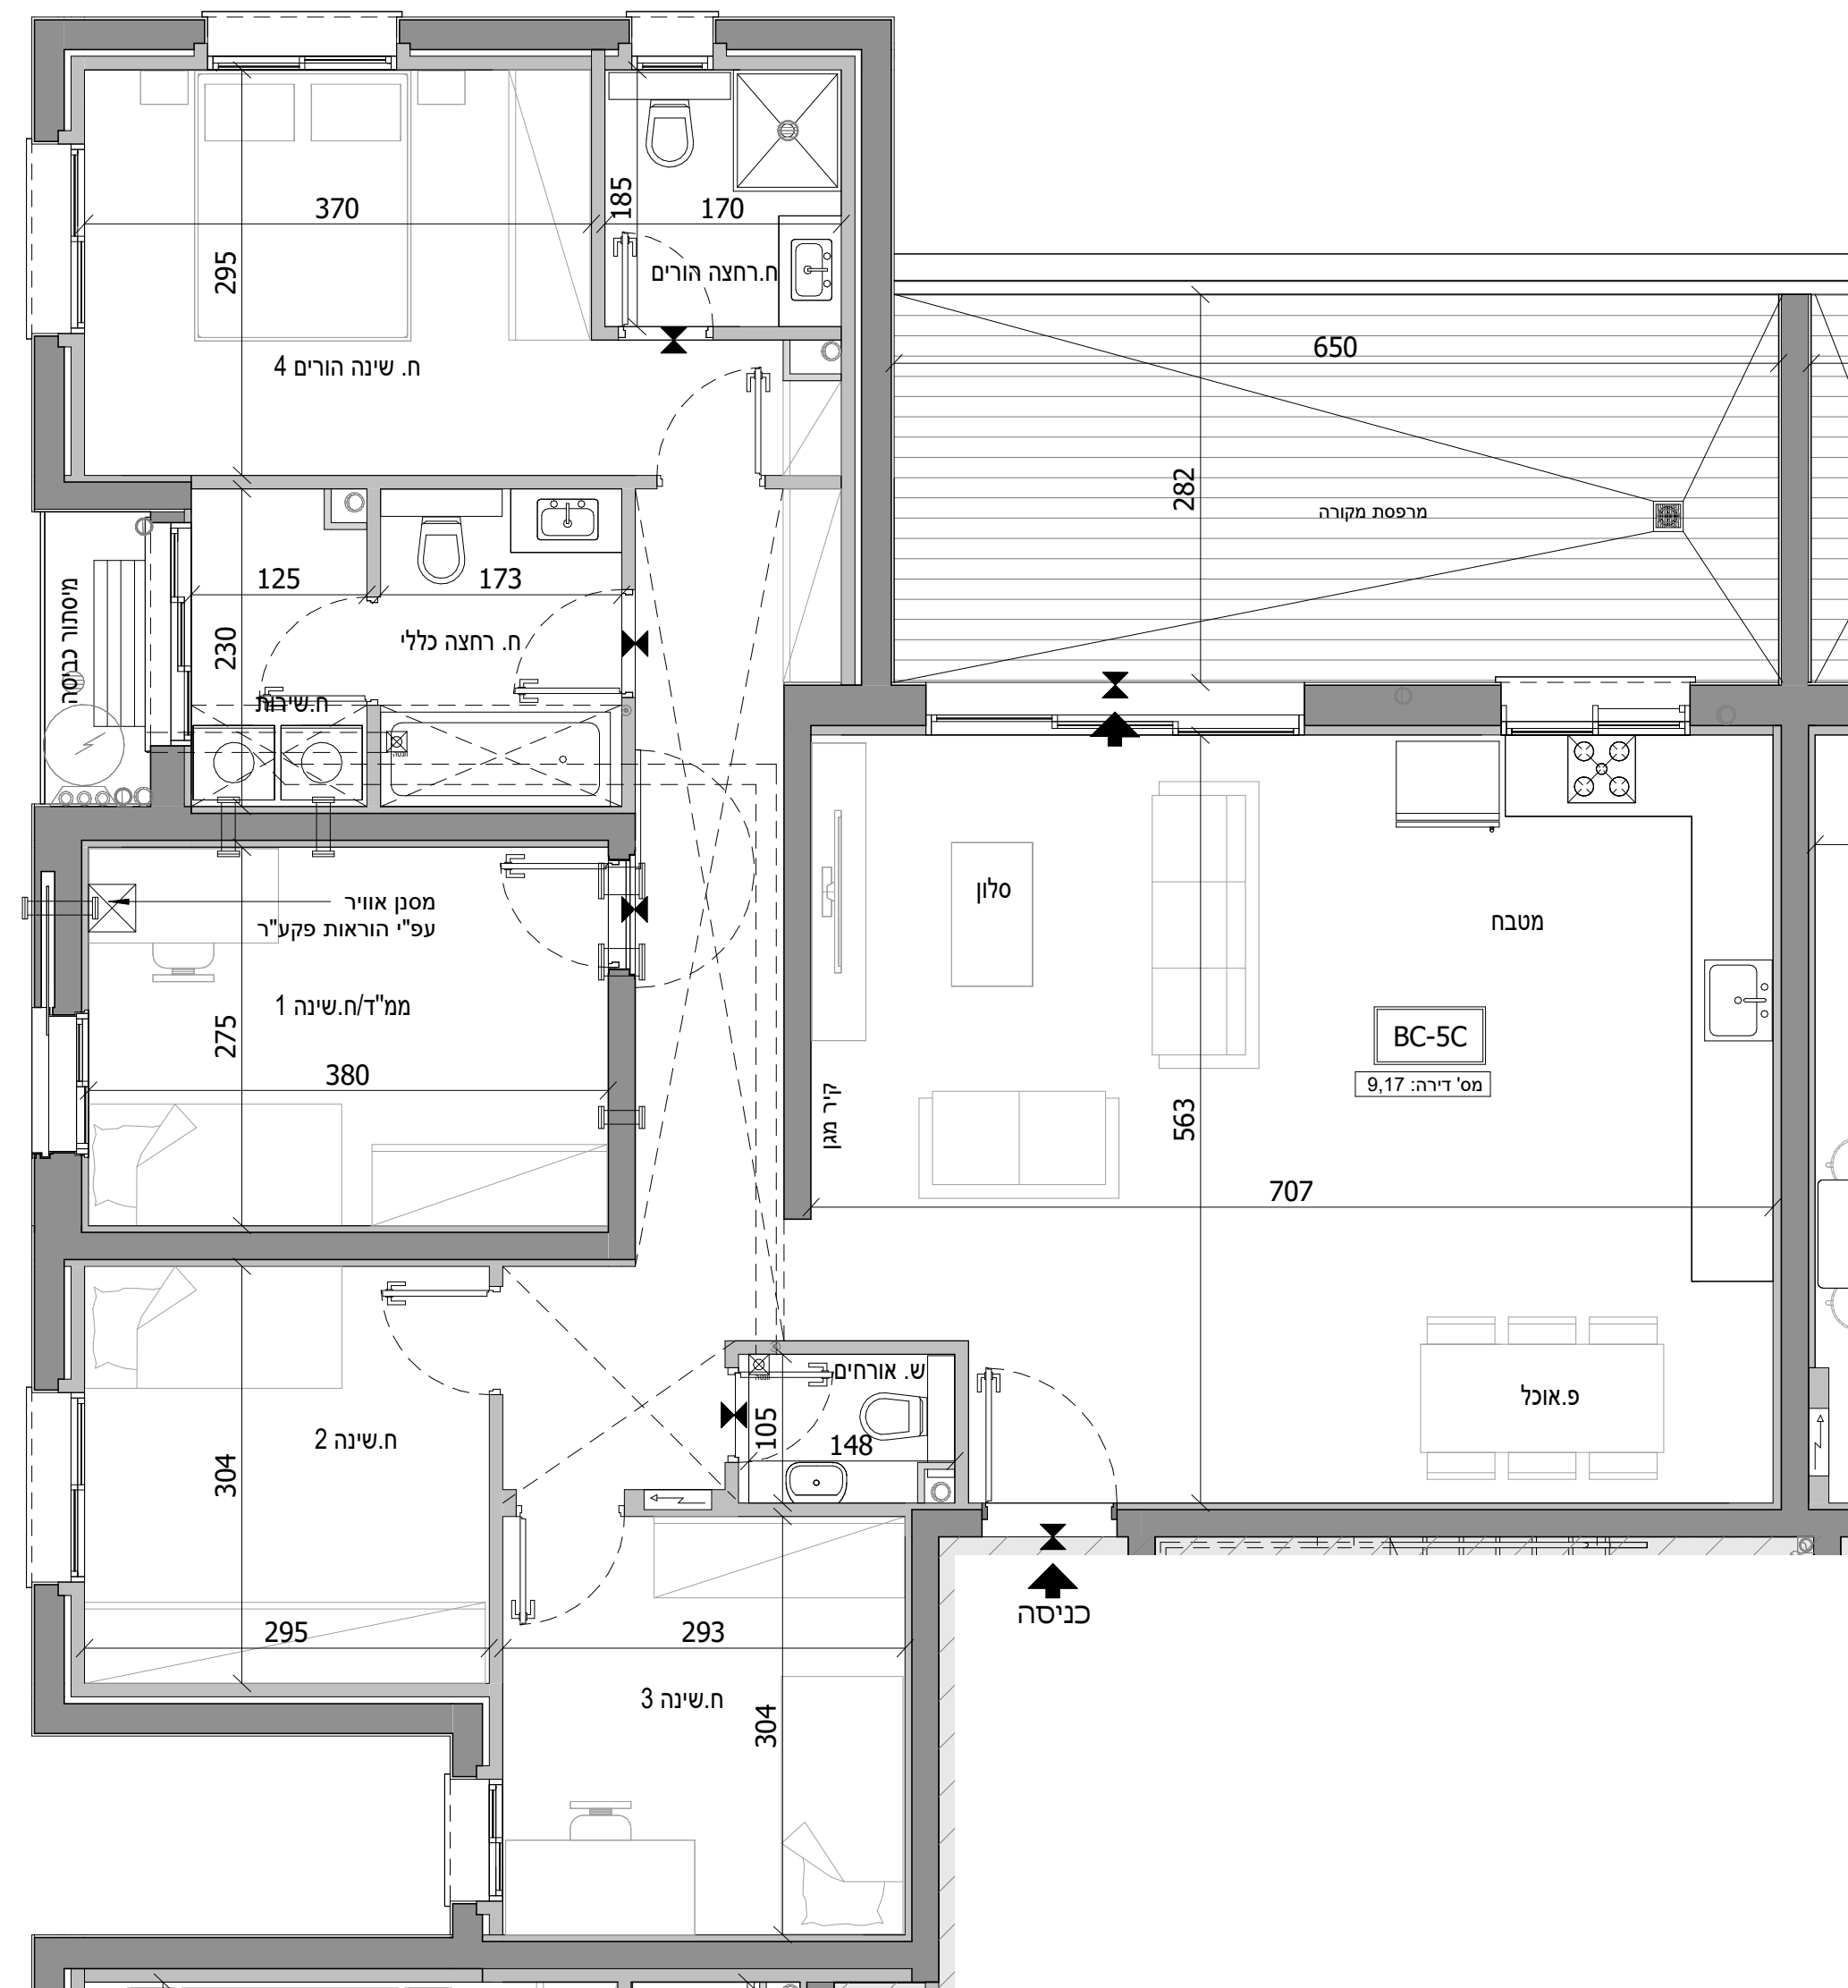 370
185
170
295
ח.רחצה הורים
650
ח. שינה הורים 4
282
מרפסת מקורה
125
173
מיסתור כביסה
230
ח. רחצה כללי
ח.שירות
סלון
מסנן אוויר
עפ"י הוראות פקע"ר
מטבח
ממ"ד/ח.שינה 1
275
BC-5C
380
מס' דירה: 9,17
קיר מגן
563
707
ש. אורחים
פ.אוכל
ח.שינה 2
105
148
304
כניסה
295
293
ח.שינה 3
304